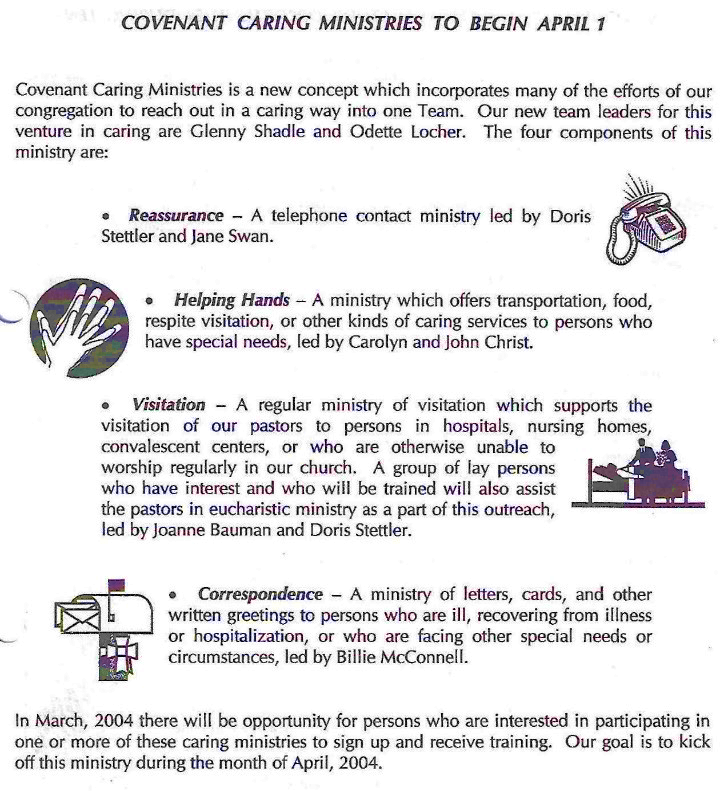 COVENANT CARING MINISTRIES TO BEGIN APRIL 1
Covenant Caring Ministries is a new concept which incorporates many of the efforts of our
congregation to reach out in a caring way into one Team. Our new team leaders for this
venture in caring are Glenny Shadle and Odette Locher. The four components of this
ministry are:
• Reassurance – A telephone contact ministry led by Doris
Stettler and Jane Swan.
• Helping Hands – A ministry which offers transportation, food,
respite visitation, or other kinds of caring services to persons who
have special needs, led by Carolyn and John Christ.
• Visitation – A regular ministry of visitation which supports the
visitation of our pastors to persons in hospitals, nursing homes,
convalescent centers, or who are otherwise unable to
worship regularly in our church. A group of lay persons
who have interest and who will be trained will also assist
the pastors in eucharistic ministry as a part of this outreach,
led by Joanne Bauman and Doris Stettler.
• Correspondence – A ministry of letters, cards, and other
written greetings to persons who are ill, recovering from illness
or hospitalization, or who are facing other special needs or
circumstances, led by Billie McConnell.
In March, 2004 there will be opportunity for persons who are interested in participating in
one or more of these caring ministries to sign up and receive training. Our goal is to kick
off this ministry during the month of April, 2004.